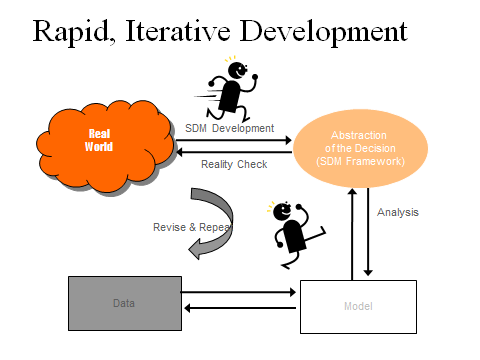 Rapid, Iterative Development
Real
World
SDM Development
Reality Check
Abstraction
of the Decision
(SDM Framework)
Analysis
Revise & Repea
Data
Model